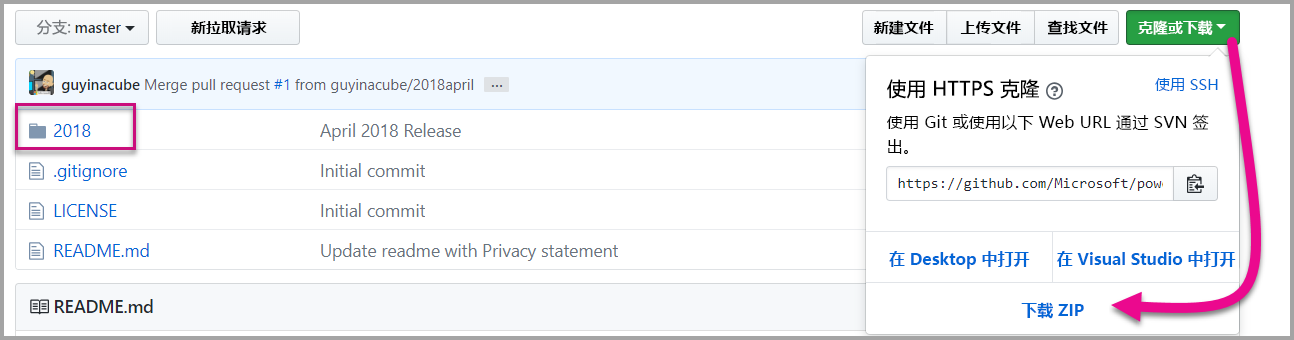 分支: master
新拉取请求
新建文件
上传文件
查找文件
克隆或下载
guyinacube Merge pull request #1 from guyinacube/2018april ...
2018
April 2018 Release
.gitignore
Initial commit
LICENSE
Initial commit
README.md
Update readme with Privacy statement
README.md
使用 HTTPS 克隆 ?
使用 SSH
使用 Git 或使用以下 Web URL 通过 SVN 签
出。
https://github.com/Microsoft/pow
在 Desktop 中打开
在 Visual Studio 中打开
下载 ZIP